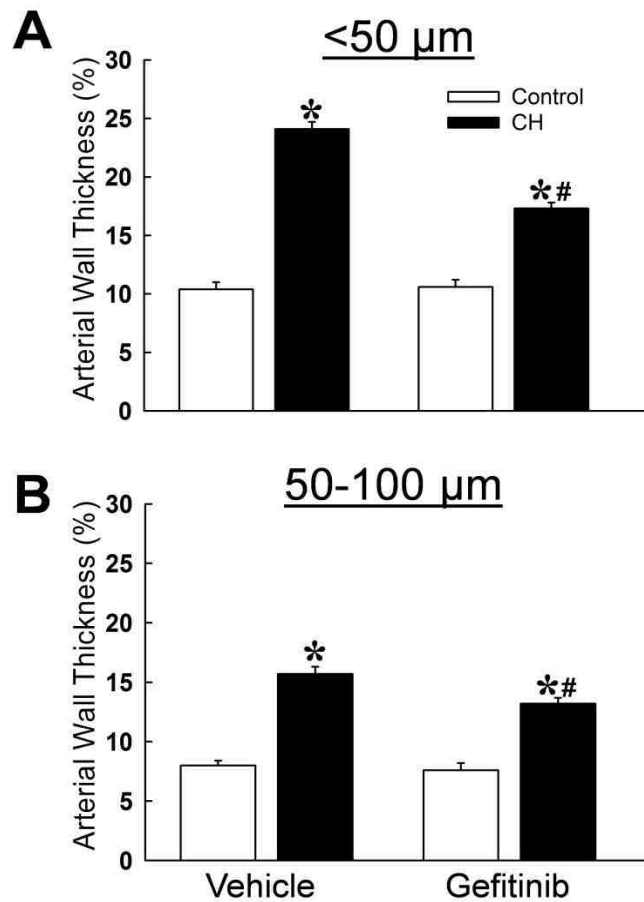 A
<50 µm
Arterial Wall Thickness (%)
30
25
20
15
10
5
0
Control
CH
*
*#
B
50-100 µm
Arterial Wall Thickness (%)
30
25
20
15
10
5
0
*
*#
Vehicle Gefitinib